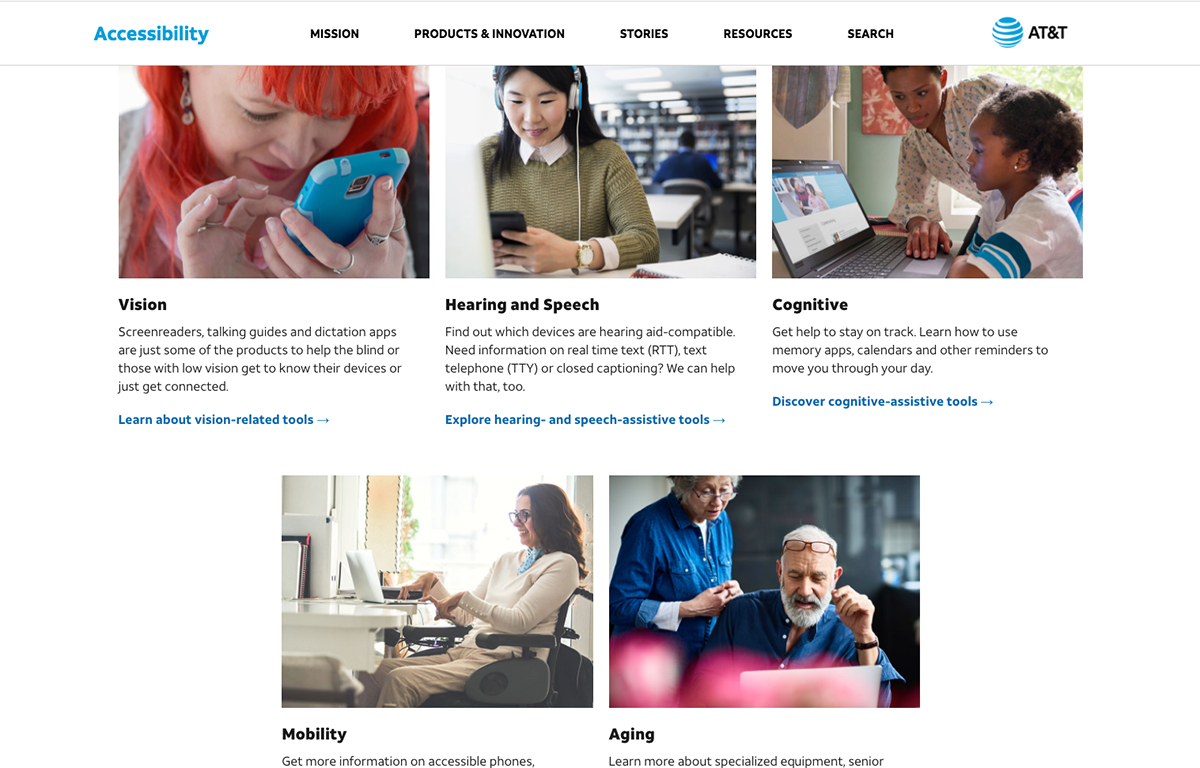 Accessibility
MISSION
PRODUCTS & INNOVATION
STORIES
RESOURCES
SEARCH
AT&T
Vision
Screenreaders, talking guides and dictation apps
are just some of the products to help the blind or
those with low vision get to know their devices or
just get connected.
Learn about vision-related tools →
Hearing and Speech
Find out which devices are hearing aid-compatible.
Need information on real time text (RTT), text
telephone (TTY) or closed captioning? We can help
with that, too.
Explore hearing- and speech-assistive tools →
Cognitive
Get help to stay on track. Learn how to use
memory apps, calendars and other reminders to
move you through your day.
Discover cognitive-assistive tools →
Mobility
Get more information on accessible phones,
Aging
Learn more about specialized equipment, senior